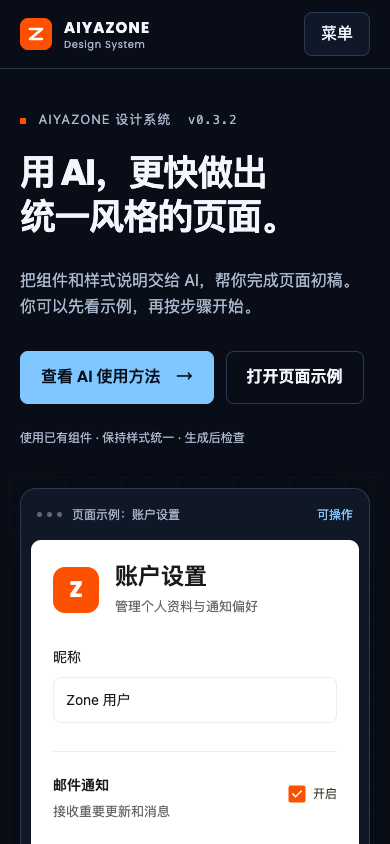 AIYAZONE
Design System
菜单
AIYAZONE 设计系统 v0.3.2
用 AI，更快做出
统一风格的页面。
把组件和样式说明交给 AI，帮你完成页面初稿。
你可以先看示例，再按步骤开始。
查看 AI 使用方法 →
打开页面示例
使用已有组件 · 保持样式统一 · 生成后检查
页面示例：账户设置
可操作
Z
账户设置
管理个人资料与通知偏好
昵称
Zone 用户
邮件通知
开启
接收重要更新和消息